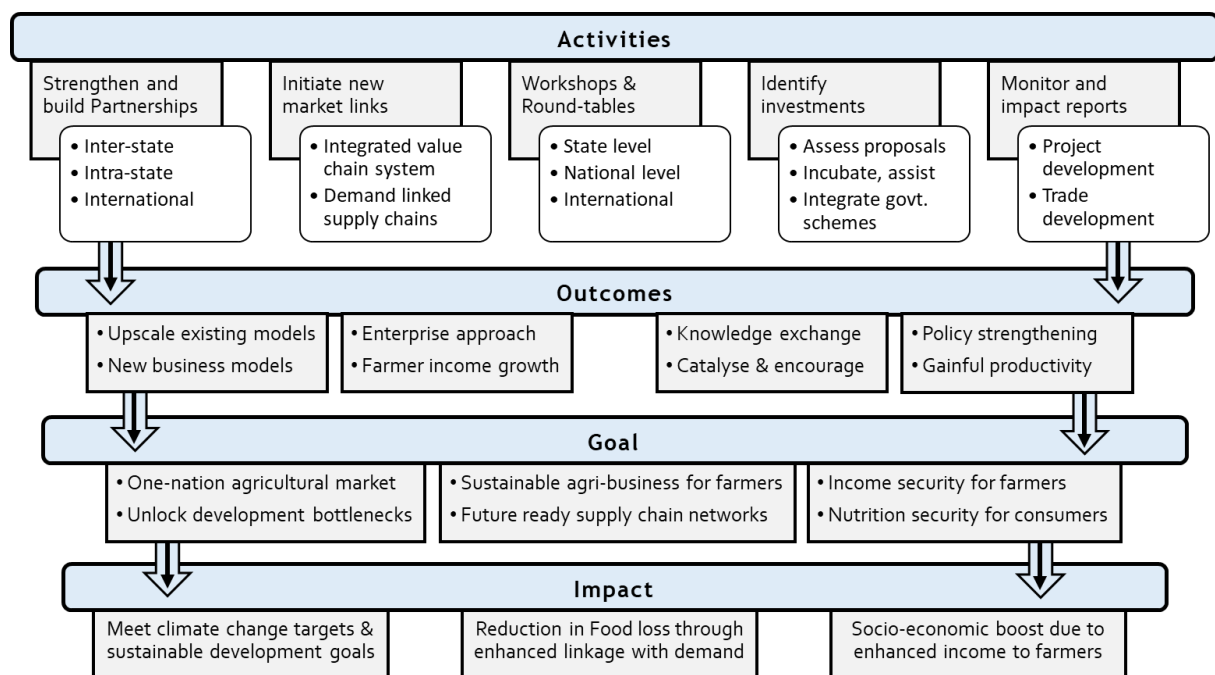 Activities
Strengthen and
build Partnerships
• Inter-state
• Intra-state
• International
Initiate new
market links
• Integrated value
chain system
• Demand linked
supply chains
Workshops &
Round-tables
• State level
• National level
• International
Identify
investments
• Assess proposals
• Incubate, assist
• Integrate govt.
schemes
Monitor and
impact reports
• Project
development
• Trade
development
Outcomes
• Upscale existing models
• New business models
• Enterprise approach
• Farmer income growth
• Knowledge exchange
• Catalyse & encourage
• Policy strengthening
• Gainful productivity
Goal
• One-nation agricultural market
• Unlock development bottlenecks
• Sustainable agri-business for farmers
• Future ready supply chain networks
• Income security for farmers
• Nutrition security for consumers
Impact
Meet climate change targets &
sustainable development goals
Reduction in Food loss through
enhanced linkage with demand
Socio-economic boost due to
enhanced income to farmers